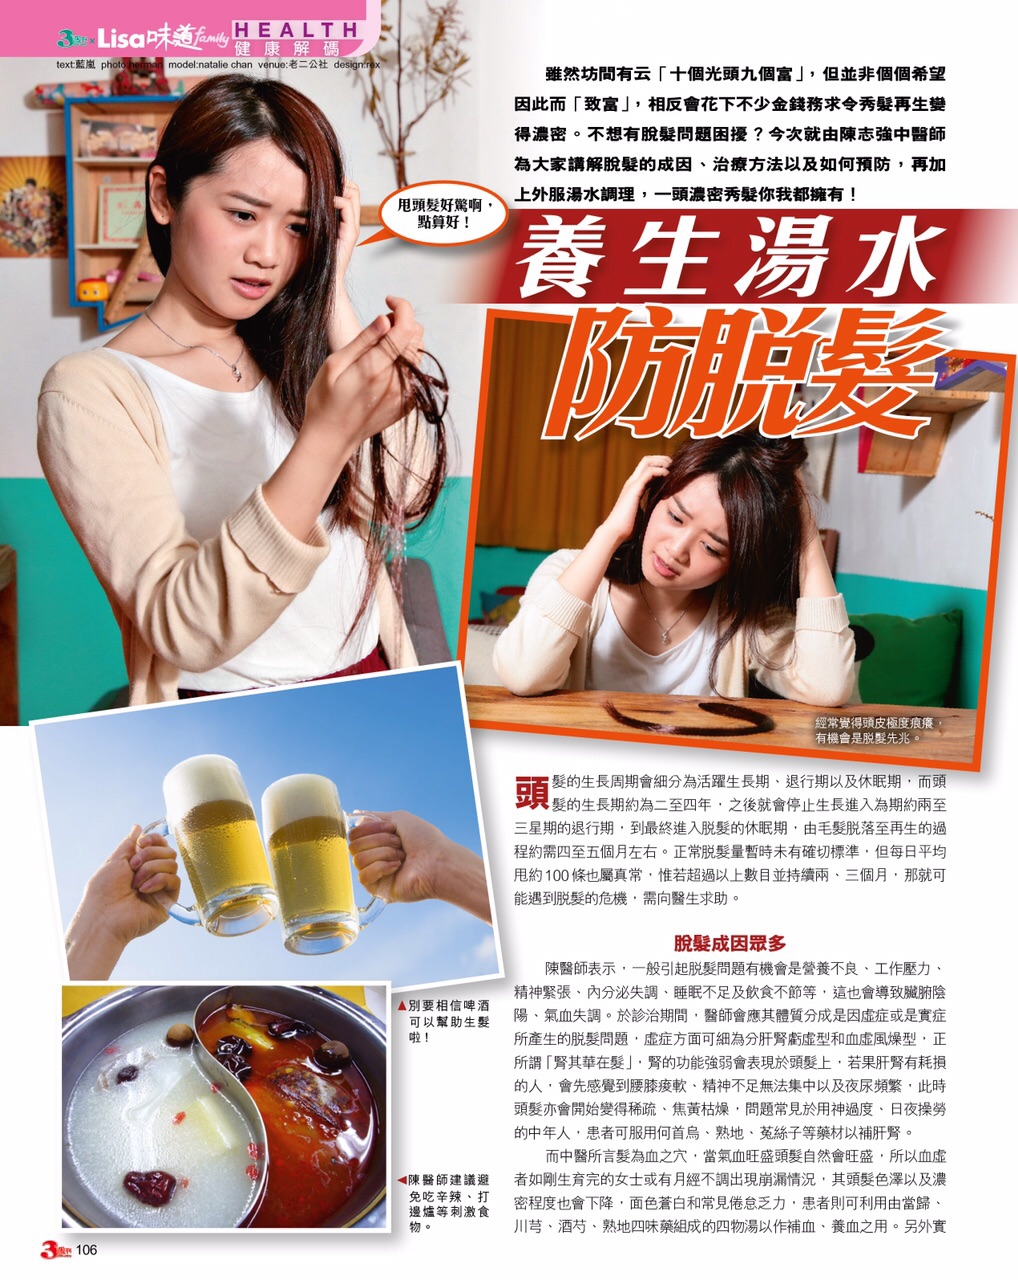 3周刊 × Lisa味道family HEALTH
健康解碼
text:藍嵐 photo:herman model:natalie chan venue:老二公社 design:rex
雖然坊間有云「十個光頭九個富」，但並非個個希望
因此而「致富」，相反會花下不少金錢務求令秀髮再生變
得濃密。不想有脫髮問題困擾？今次就由陳志強中醫師
為大家講解脫髮的成因、治療方法以及如何預防，再加
上外服湯水調理，一頭濃密秀髮你我都擁有！
甩頭髮好驚啊，
點算好！
養生湯水
防脫髮
經常覺得頭皮極度痕癢，
有機會是脫髮先兆。
頭髮的生長周期會細分為活躍生長期、退行期以及休眠期，而頭
髮的生長期約為二至四年，之後就會停止生長進入為期約兩至
三星期的退行期，到最終進入脫髮的休眠期，由毛髮脫落至再生的過
程約需四至五個月左右。正常脫髮量暫時未有確切標準，但每日平均
甩約100條也屬真常，惟若超過以上數目並持續兩、三個月，那就可
能遇到脫髮的危機，需向醫生求助。
脫髮成因眾多
陳醫師表示，一般引起脫髮問題有機會是營養不良、工作壓力、
精神緊張、內分泌失調、睡眠不足及飲食不節等，這也會導致臟腑陰
陽、氣血失調。於診治期間，醫師會應其體質分成是因虛症或是實症
所產生的脫髮問題，虛症方面可細為分肝腎虧虛型和血虛風燥型，正
所謂「腎其華在髮」，腎的功能強弱會表現於頭髮上，若果肝腎有耗損
的人，會先感覺到腰膝痠軟、精神不足無法集中以及夜尿頻繁，此時
頭髮亦會開始變得稀疏、焦黃枯燥，問題常見於用神過度、日夜操勞
的中年人，患者可服用何首烏、熟地、菟絲子等藥材以補肝腎。
而中醫所言髮為血之穴，當氣血旺盛頭髮自然會旺盛，所以血虛
者如剛生育完的女士或有月經不調出現崩漏情況，其頭髮色澤以及濃
密程度也會下降，面色蒼白和常見倦怠乏力，患者則可利用由當歸、
川芎、酒芍、熟地四味藥組成的四物湯以作補血、養血之用。另外實
▲別要相信啤酒
可以幫助生髮
啦！
◀陳醫師建議避
免吃辛辣、打
邊爐等刺激食
物。
3周刊 106